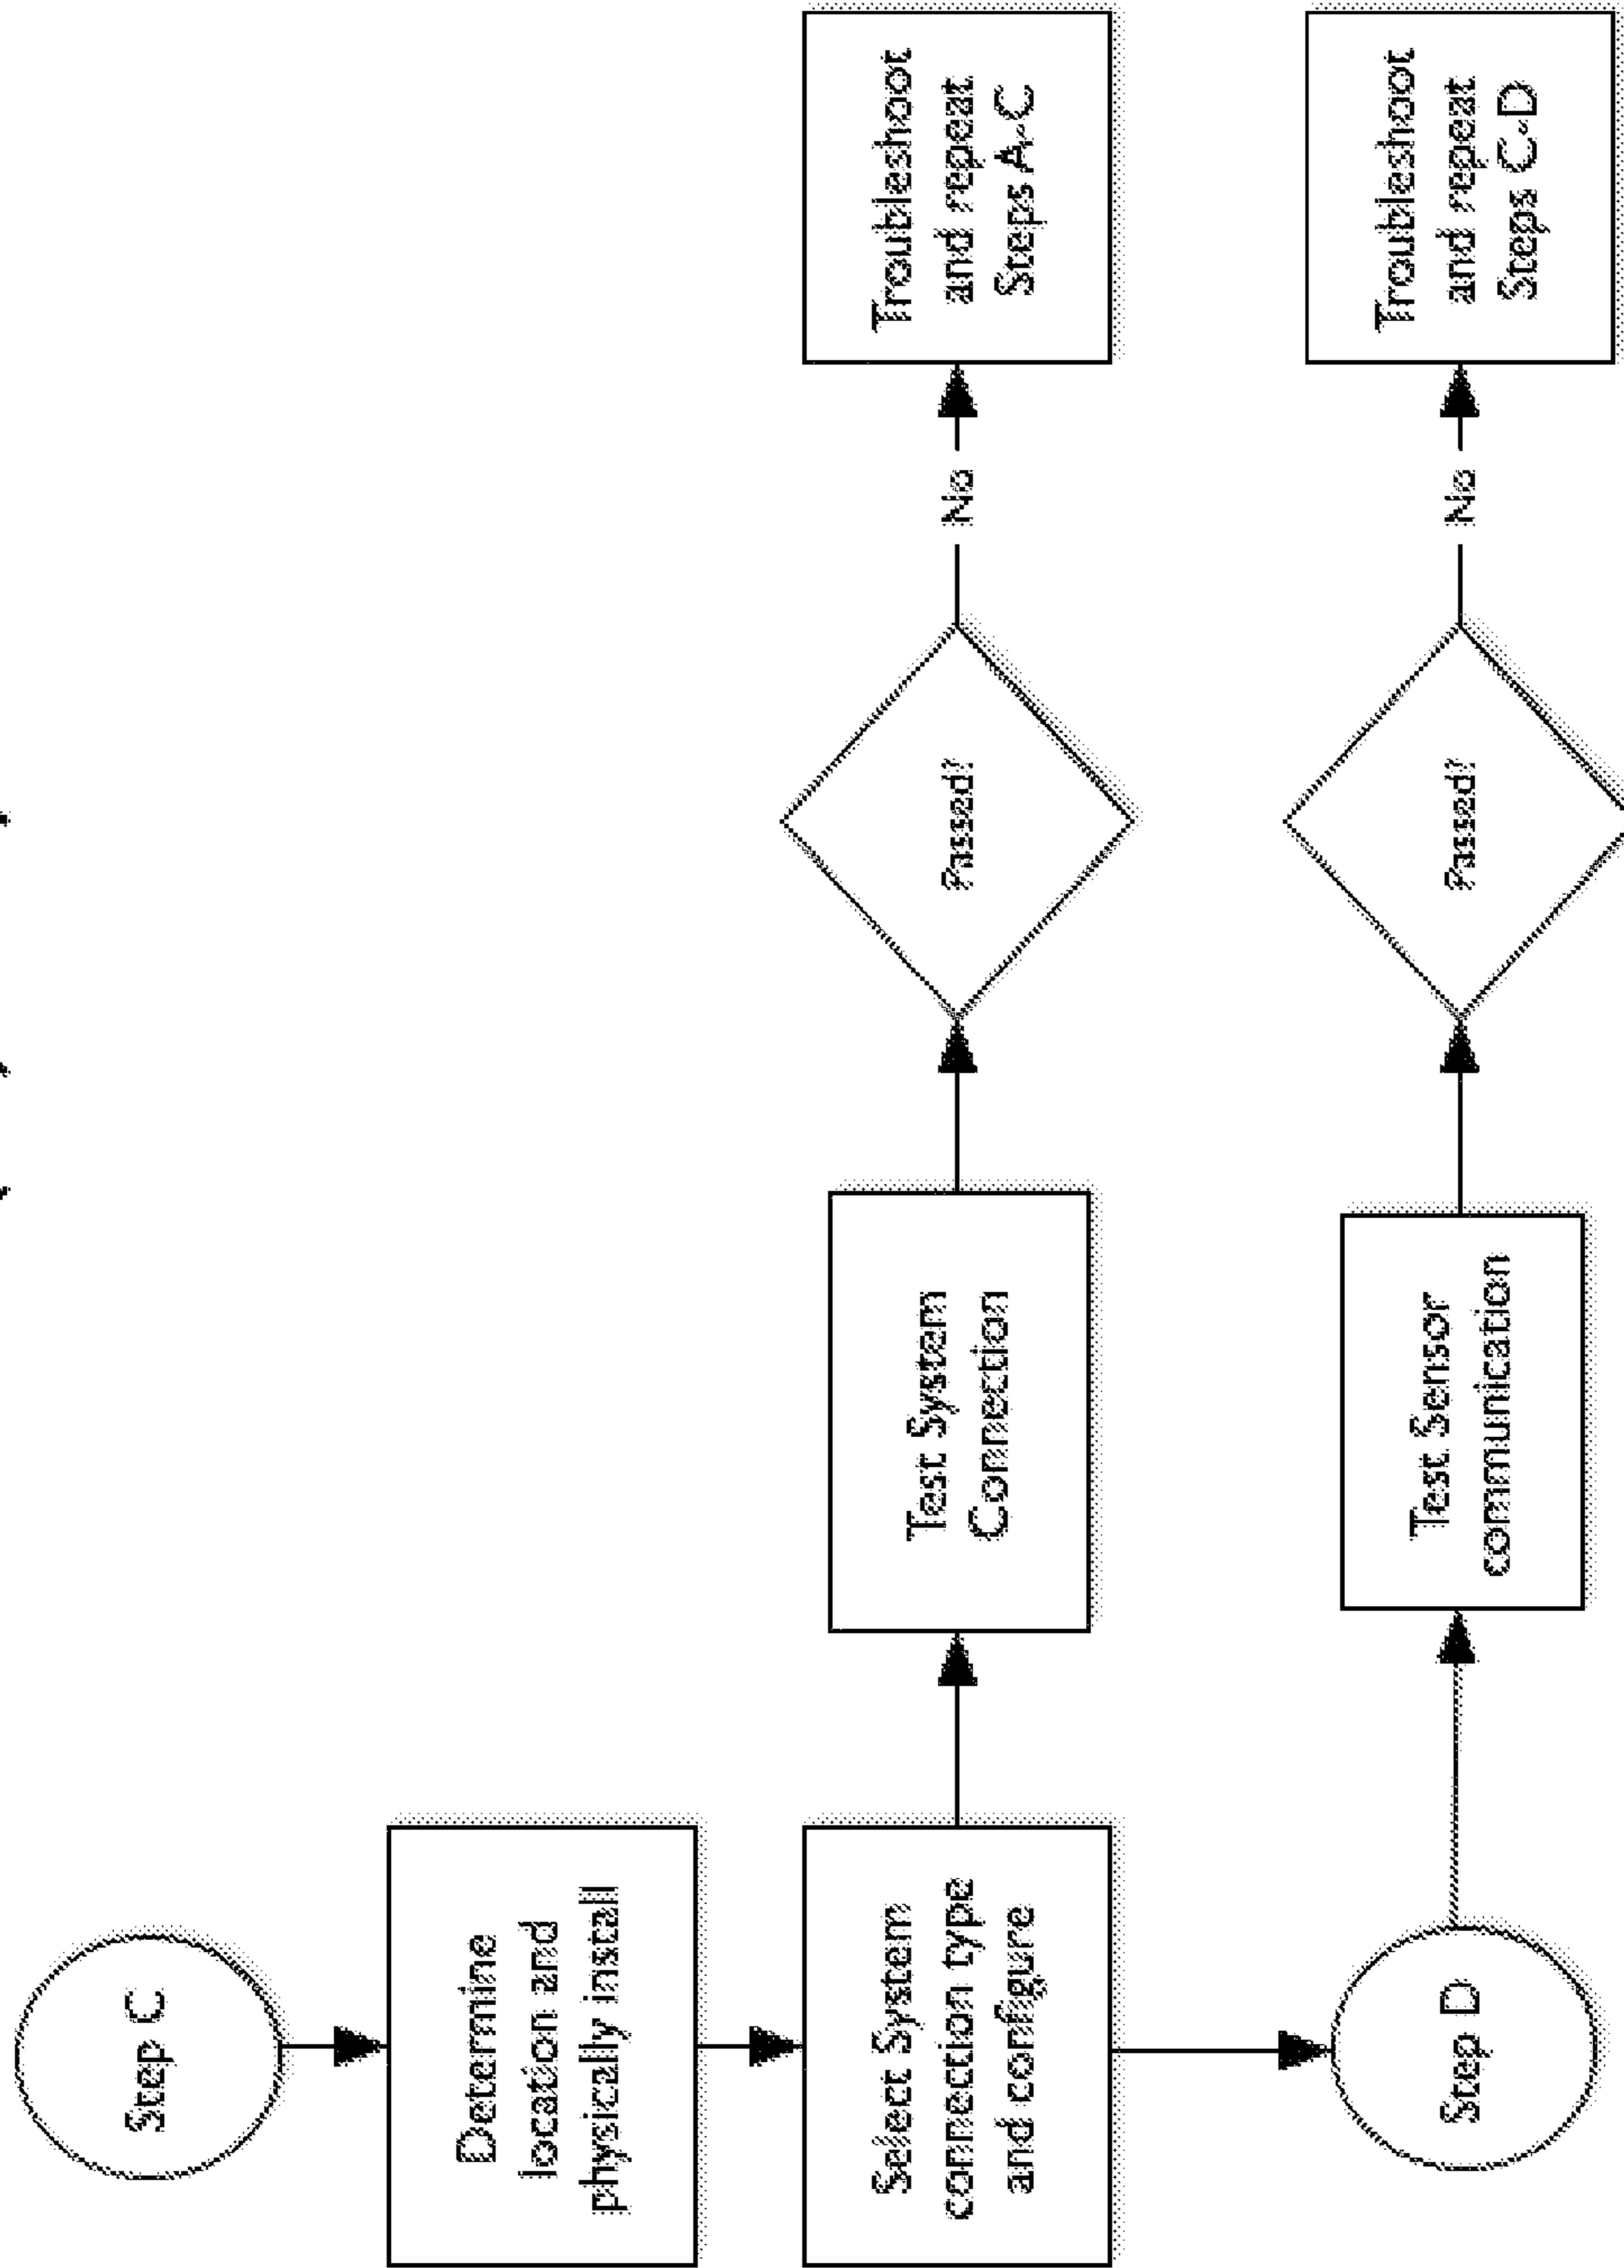 Step C
Determine
location and
physically install
Select System
connection type
and configure
Test System
Connection
Passed?
No
Troubleshoot
and repeat
Steps A-C
Step D
Test Sensor
communication
Passed?
No
Troubleshoot
and repeat
Steps C-D